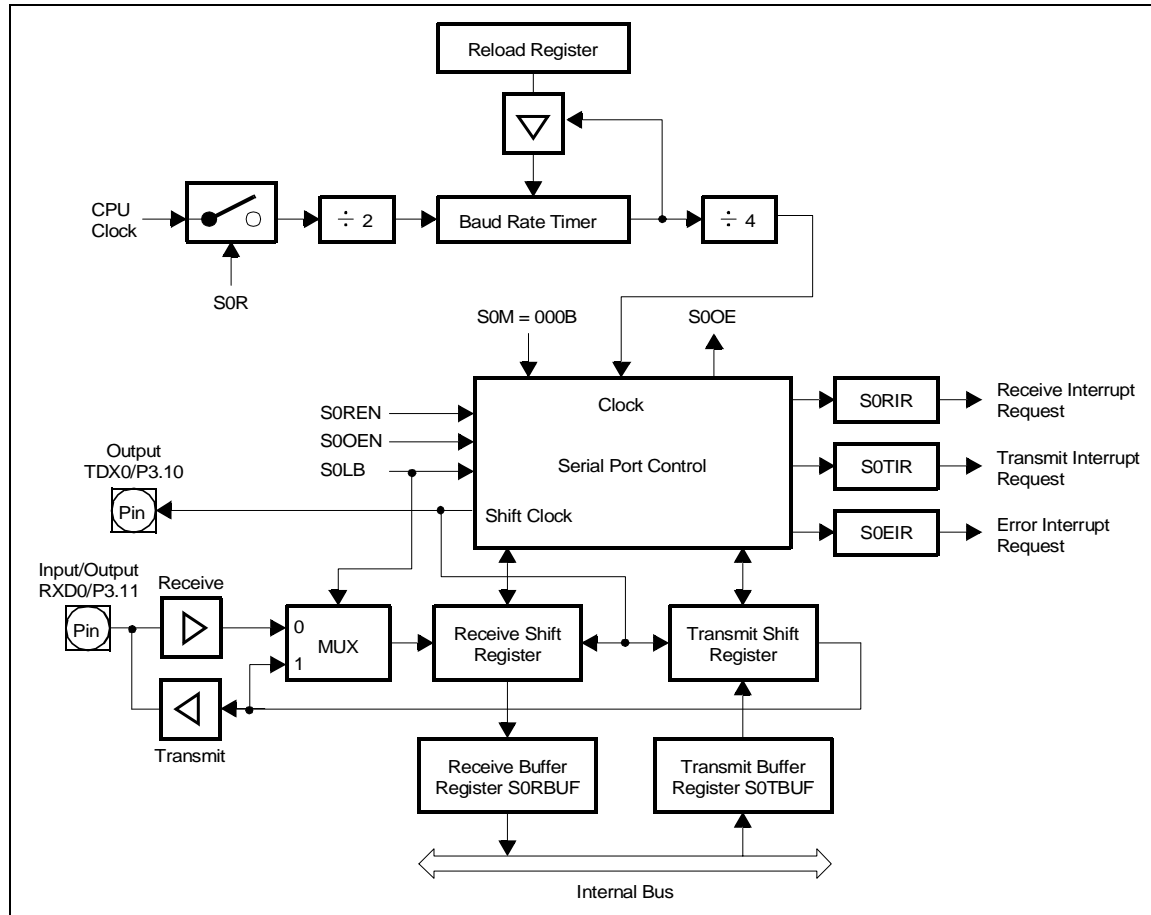 Reload Register
CPU
Clock
÷ 2
Baud Rate Timer
÷ 4
S0R
S0M = 000B
S0OE
S0REN
S0OEN
S0LB
Clock
Serial Port Control
Shift Clock
S0RIR
Receive Interrupt
Request
S0TIR
Transmit Interrupt
Request
S0EIR
Error Interrupt
Request
Output
TDX0/P3.10
Pin
Input/Output
RXD0/P3.11
Pin
Receive
0
MUX
1
Transmit
Receive Shift
Register
Transmit Shift
Register
Receive Buffer
Register S0RBUF
Transmit Buffer
Register S0TBUF
Internal Bus